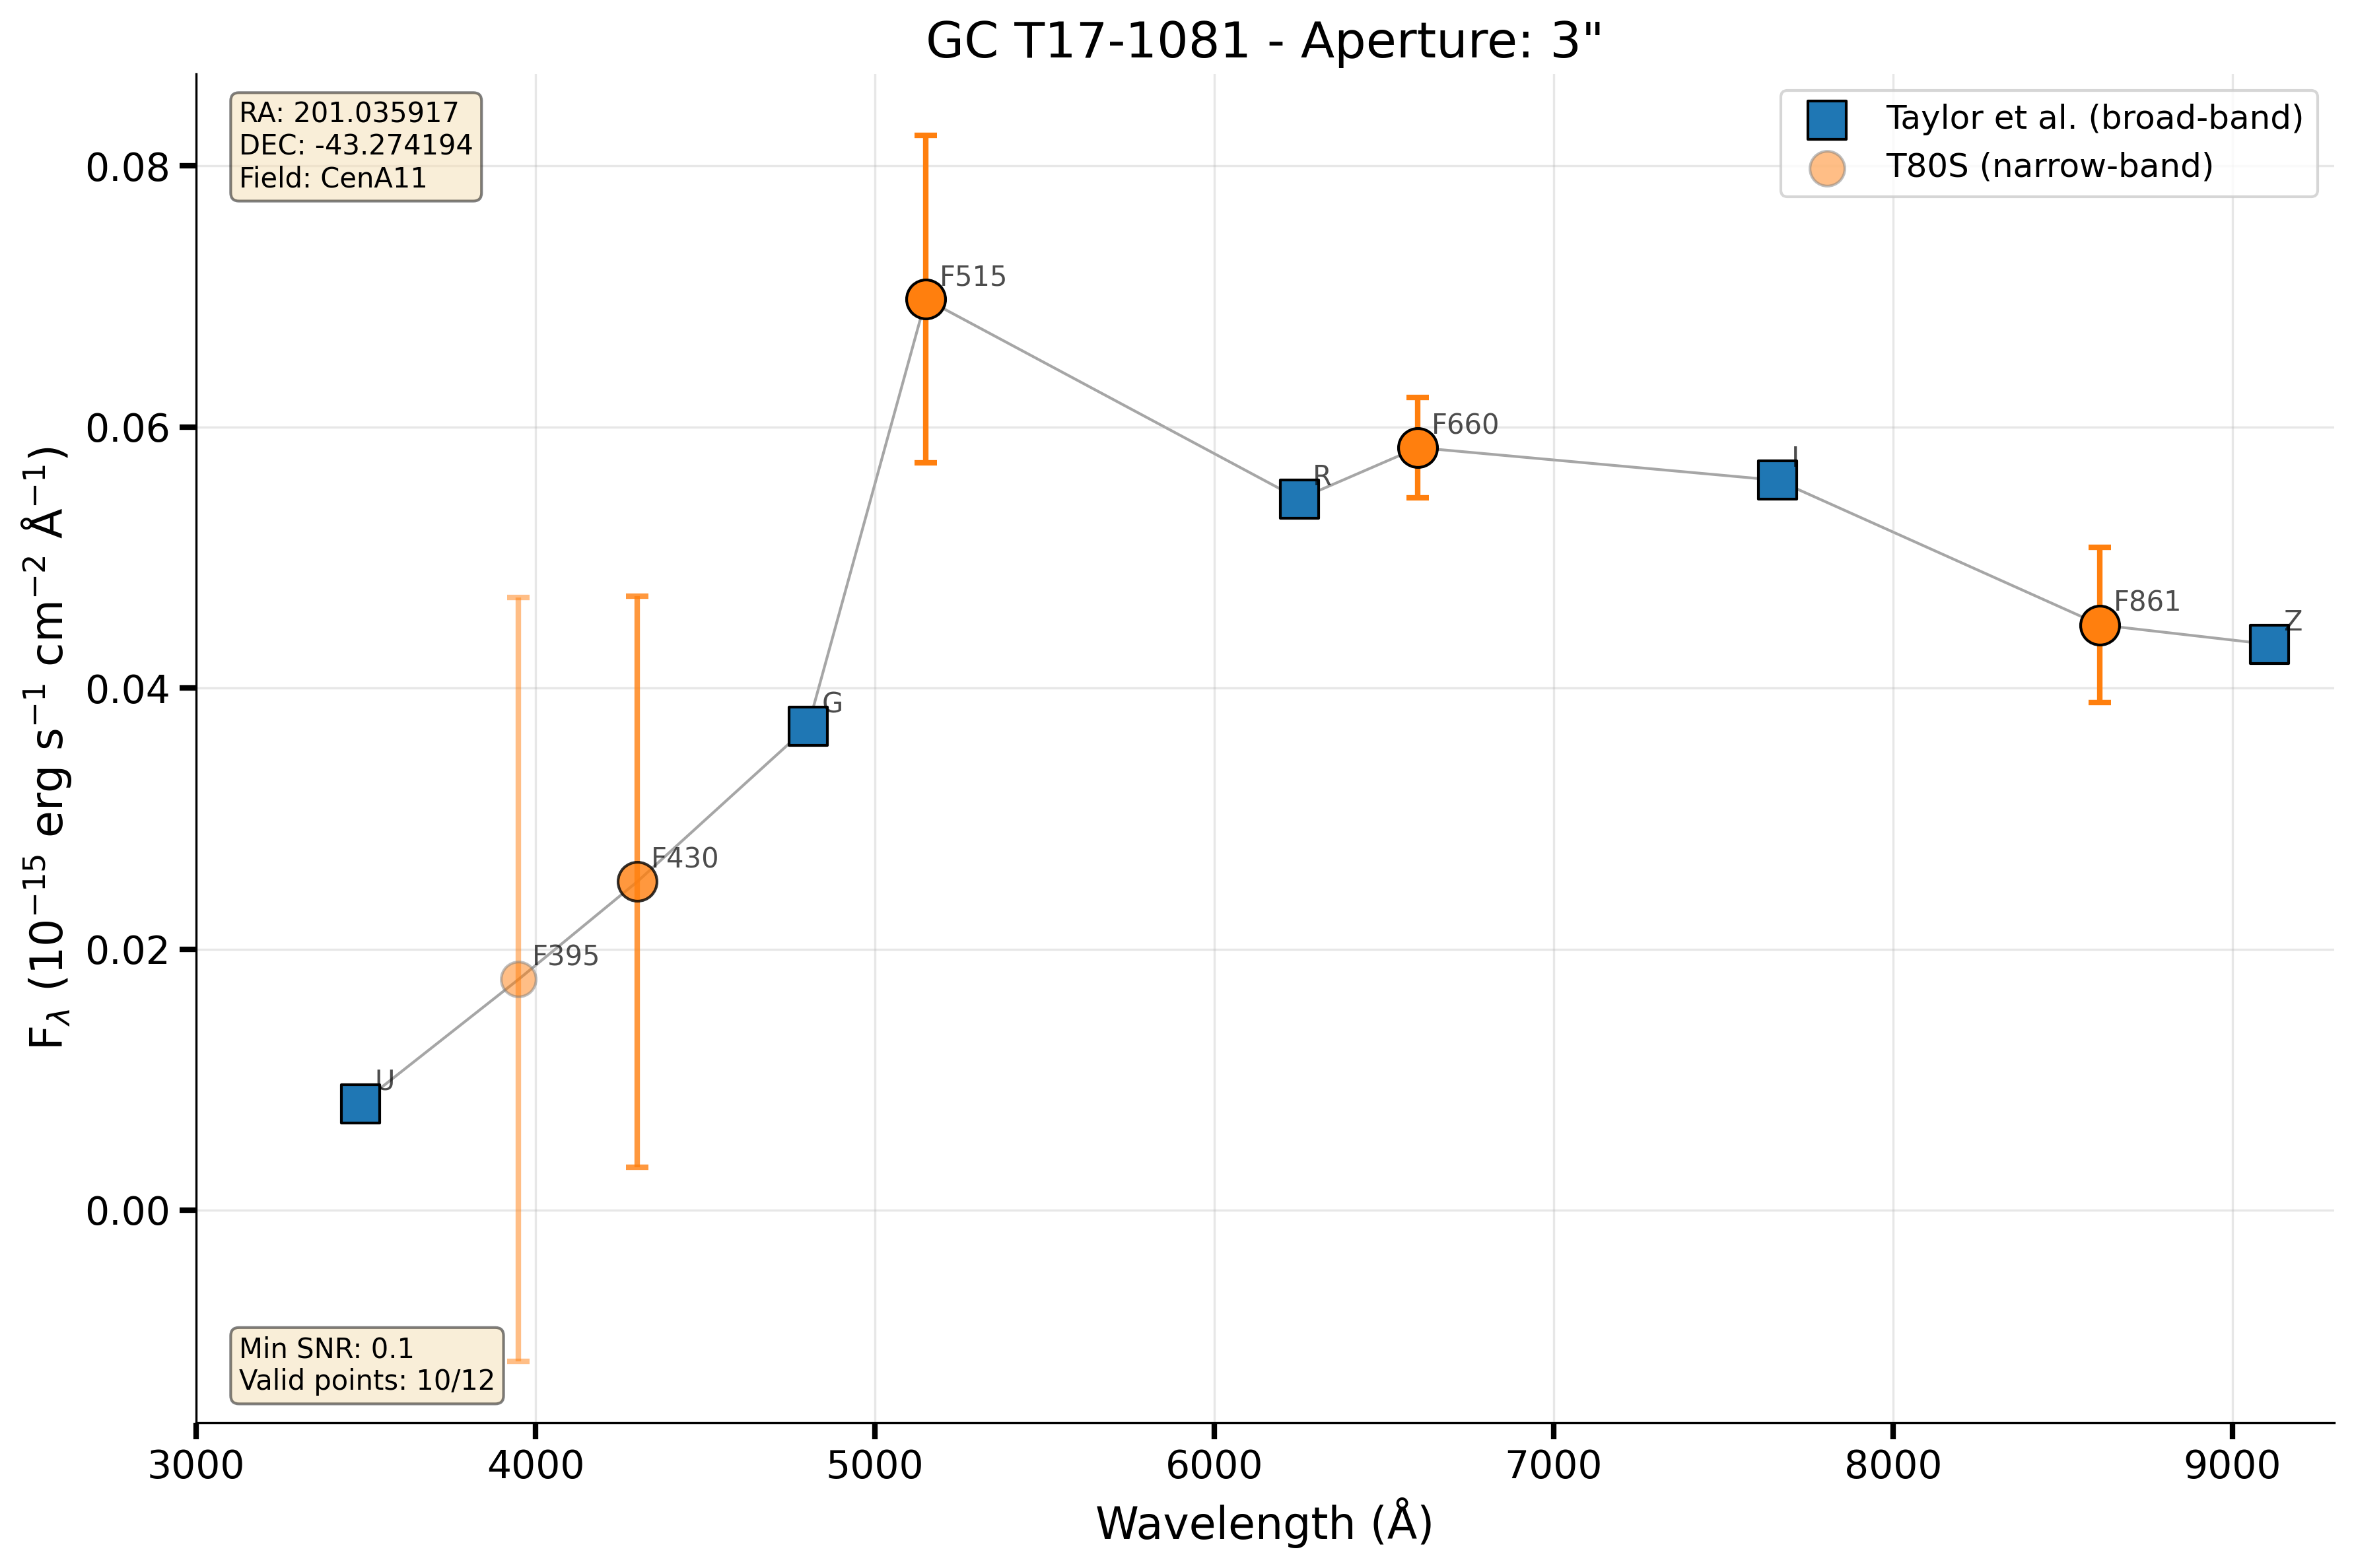 GC T17-1081 - Aperture: 3"
RA: 201.035917
DEC: -43.274194
Field: CenA11
Taylor et al. (broad-band)
T80S (narrow-band)
0.08
0.06
0.04
0.02
0.00
F_λ (10⁻¹⁵ erg s⁻¹ cm⁻² Å⁻¹)
U
F395
F430
G
F515
R
F660
I
F861
Z
Min SNR: 0.1
Valid points: 10/12
3000 4000 5000 6000 7000 8000 9000
Wavelength (Å)